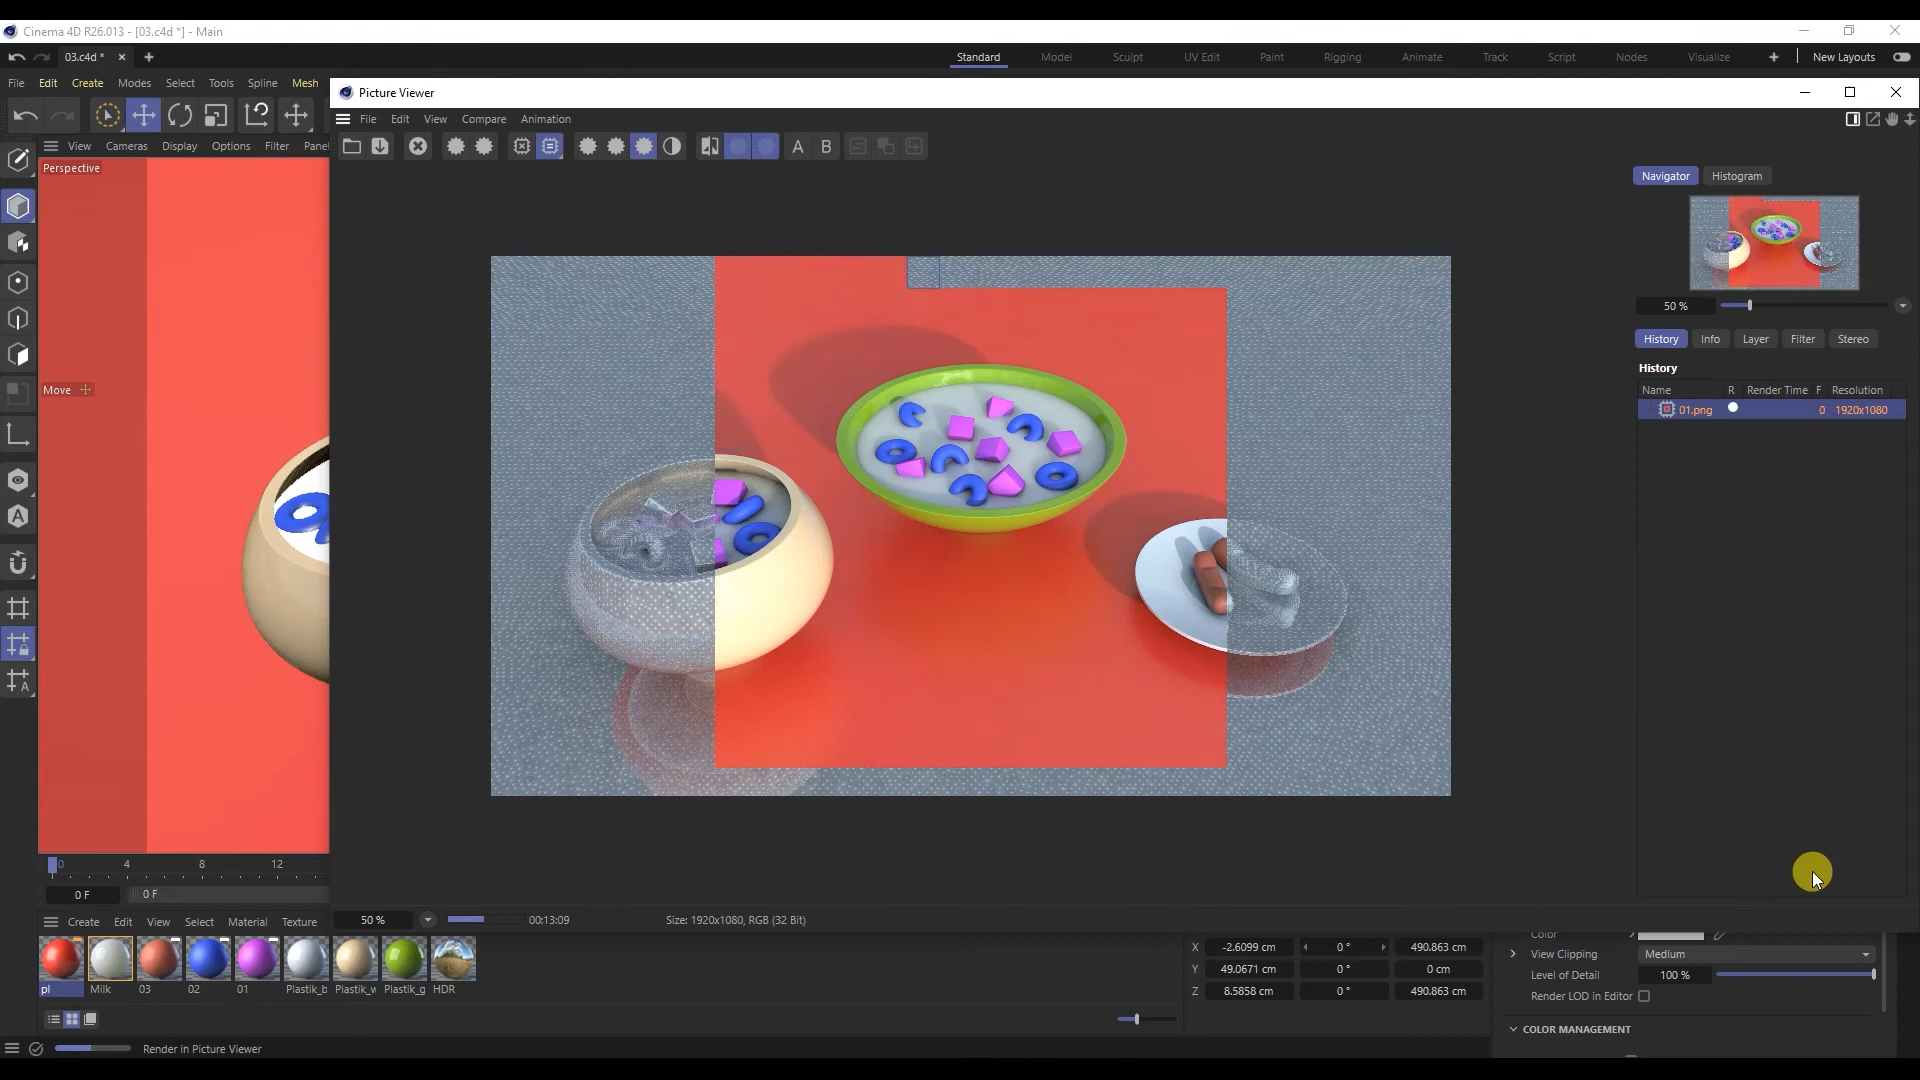 Cinema 4D R26.013 - [03.c4d *] - Main
03.c4d *
Standard
Model
Sculpt
UV Edit
Paint
Rigging
Animate
Track
Script
Nodes
Visualize
New Layouts
File Edit Create Modes Select Tools Spline Mesh
Picture Viewer
File Edit View Compare Animation
A B
View Cameras Display Options Filter Panel
Perspective
Navigator Histogram
50 %
History Info Layer Filter Stereo
History
Name R Render Time F Resolution
01.png 0 1920x1080
Move
0 4 8 12
0 F 0 F
Create Edit View Select Material Texture
50 % 00:13:09 Size: 1920x1080, RGB (32 Bit)
pl Milk 03 02 01 Plastik_b Plastik_w Plastik_g HDR
X -2.6099 cm 0 ° 490.863 cm
Y 49.0671 cm 0 ° 0 cm
Z 8.5858 cm 0 ° 490.863 cm
Color
View Clipping Medium
Level of Detail 100 %
Render LOD in Editor
COLOR MANAGEMENT
Render in Picture Viewer